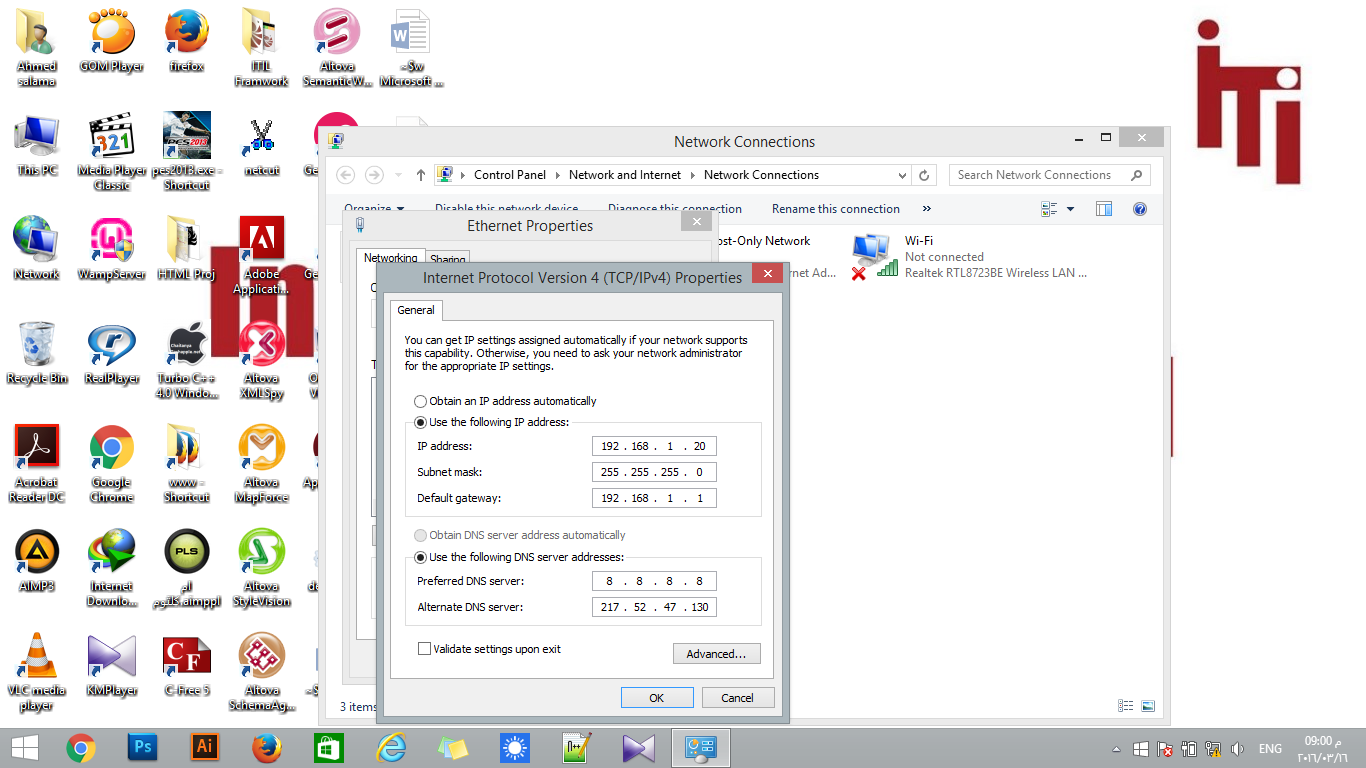 Ahmed
salama
GOM Player
firefox
ITIL
Framwork
Altova
SemanticW...
~$w
Microsoft ...
This PC
Media Player
Classic
pes2013.exe -
Shortcut
netcut
Network
WampServer
HTML Proj
Adobe
Applicati...
Recycle Bin
RealPlayer
Turbo C++
4.0 Windo...
Altova
XMLSpy
Acrobat
Reader DC
Google
Chrome
www -
Shortcut
Altova
MapForce
AIMP3
Internet
Downlo...
ام
كلثوم.aimppl
Altova
StyleVision
VLC media
player
KMPlayer
C-Free 5
Altova
SchemaAg...
iTi
Network Connections
Control Panel
Network and Internet
Network Connections
Search Network Connections
Organize
Disable this network device
Diagnose this connection
Rename this connection
»
ost-Only Network
rnet Ad...
Wi-Fi
Not connected
Realtek RTL8723BE Wireless LAN ...
3 items
Ethernet Properties
Networking
Sharing
Internet Protocol Version 4 (TCP/IPv4) Properties
General
You can get IP settings assigned automatically if your network supports
this capability. Otherwise, you need to ask your network administrator
for the appropriate IP settings.
Obtain an IP address automatically
Use the following IP address:
IP address: 192 . 168 . 1 . 20
Subnet mask: 255 . 255 . 255 . 0
Default gateway: 192 . 168 . 1 . 1
Obtain DNS server address automatically
Use the following DNS server addresses:
Preferred DNS server: 8 . 8 . 8 . 8
Alternate DNS server: 217 . 52 . 47 . 130
Validate settings upon exit
Advanced...
OK
Cancel
Ps
Ai
ENG
09:00 م
٢٠١٦/٠٣/١٦